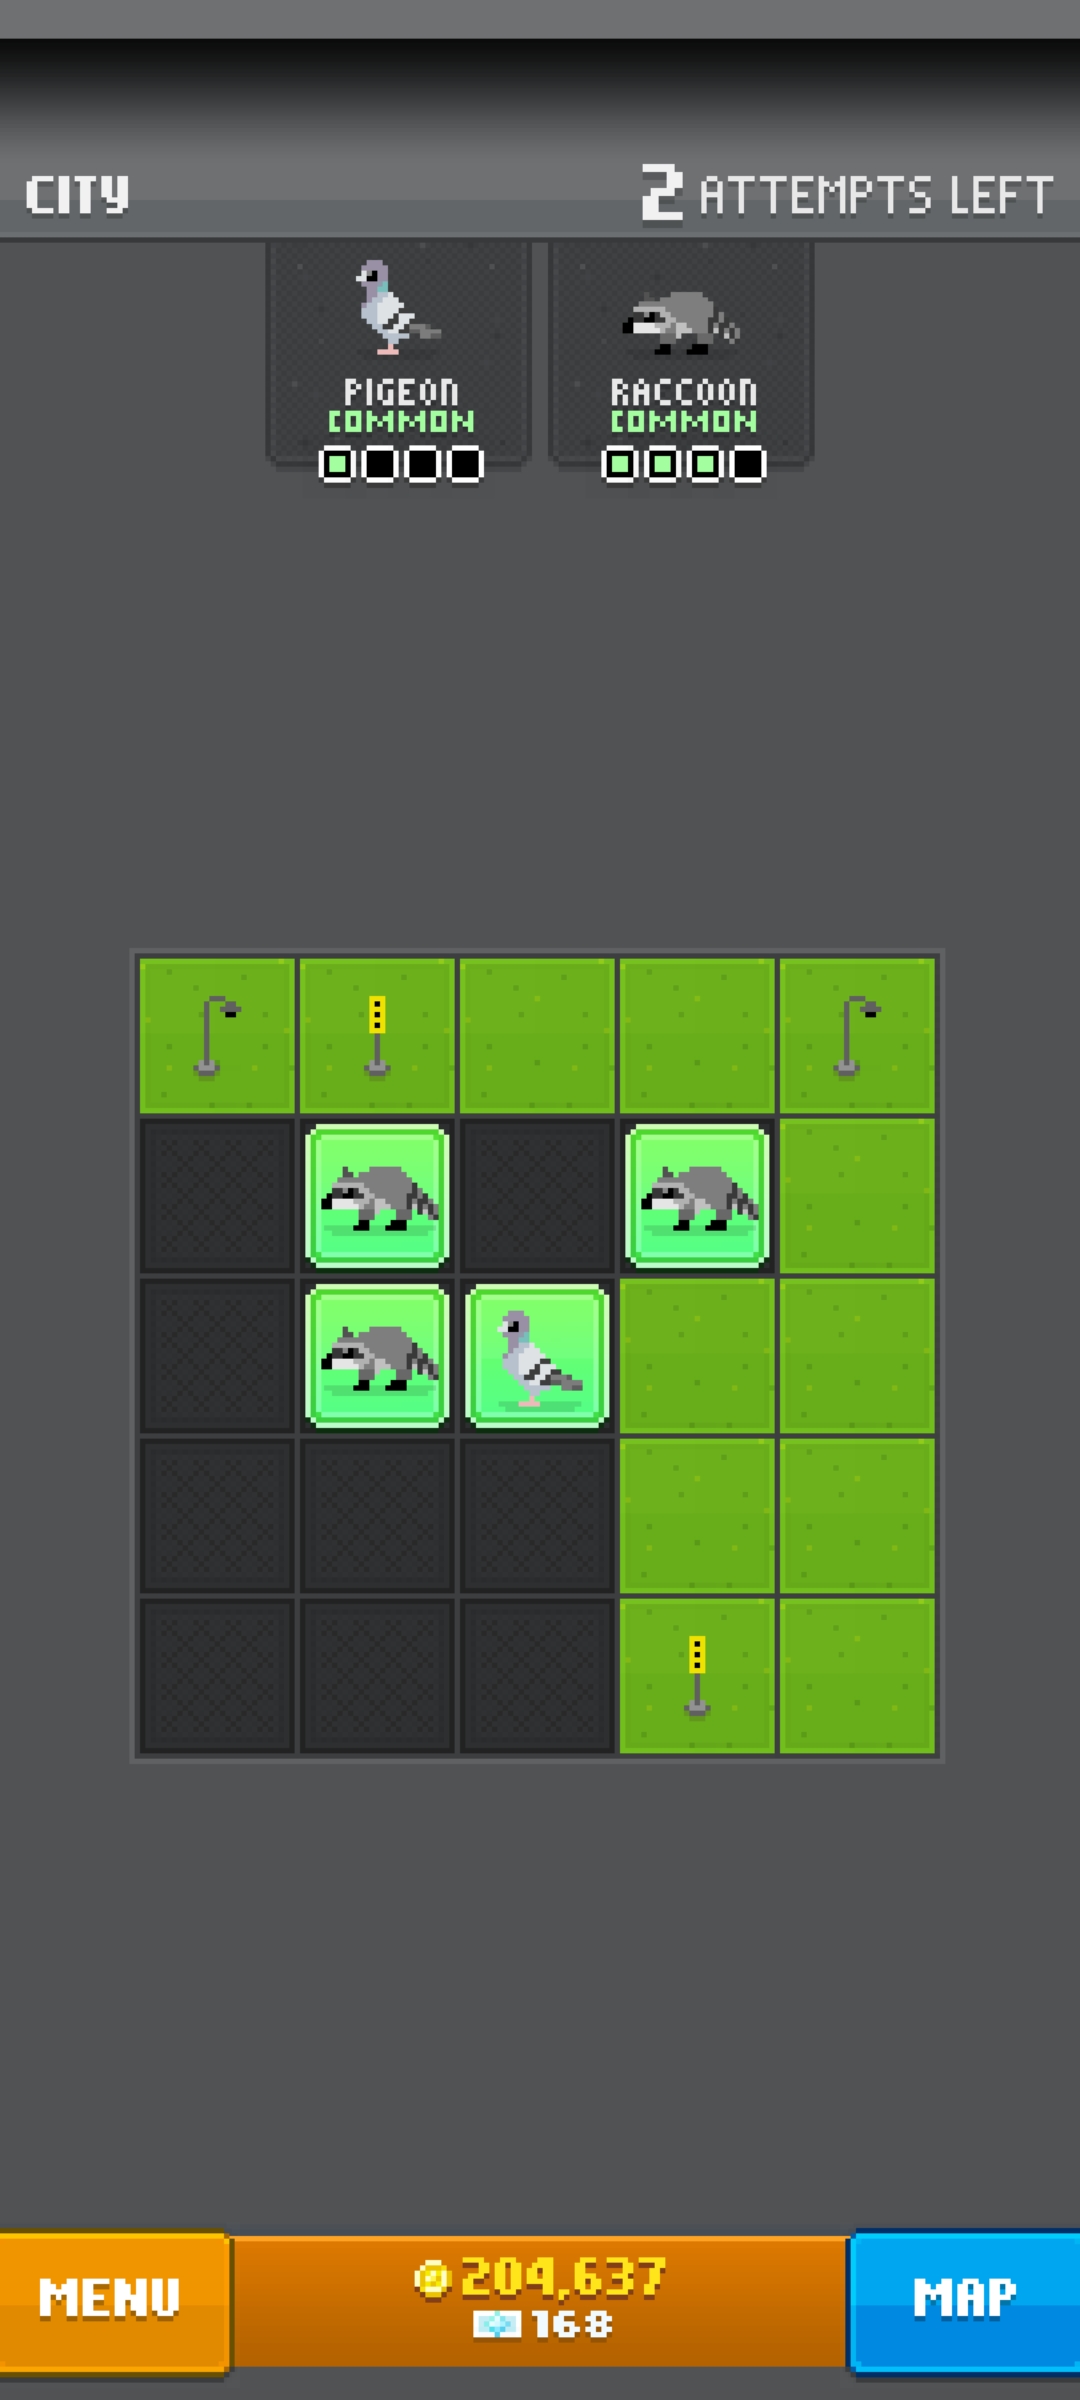 CITY
2 ATTEMPTS LEFT
PIGEON
COMMON
RACCOON
COMMON
MENU
204,637
168
MAP